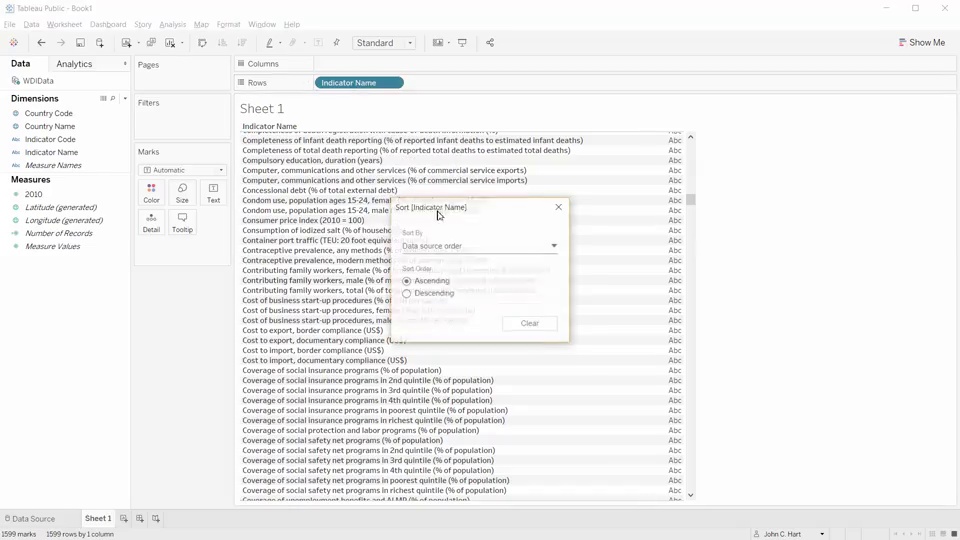 Tableau Public - Book1
File Data Worksheet Dashboard Story Analysis Map Format Window Help
Standard
Show Me
Data Analytics
WDIData
Dimensions
Country Code
Country Name
Abc Indicator Code
Abc Indicator Name
Abc Measure Names
Measures
2010
Latitude (generated)
Longitude (generated)
Number of Records
Measure Values
Pages
Filters
Marks
Abc Automatic
Color Size Text
Detail Tooltip
Columns
Rows Indicator Name
Sheet 1
Indicator Name
Abc
Completeness of infant death reporting (% of reported infant deaths to estimated infant deaths) Abc
Completeness of total death reporting (% of reported total deaths to estimated total deaths) Abc
Compulsory education, duration (years) Abc
Computer, communications and other services (% of commercial service exports) Abc
Computer, communications and other services (% of commercial service imports) Abc
Concessional debt (% of total external debt) Abc
Condom use, population ages 15-24, Abc
Condom use, population ages 15-24, male Abc
Consumer price index (2010 = 100) Abc
Consumption of iodized salt (% of Abc
Container port traffic (TEU: 20 foot Abc
Contraceptive prevalence, any methods Abc
Contraceptive prevalence, modern Abc
Contributing family workers, female Abc
Contributing family workers, male Abc
Contributing family workers, total Abc
Cost of business start-up procedures Abc
Cost of business start-up procedures, Abc
Cost of business start-up procedures, male Abc
Cost to export, border compliance (US$) Abc
Cost to export, documentary compliance Abc
Cost to import, border compliance (US$) Abc
Cost to import, documentary compliance (US$) Abc
Coverage of social insurance programs (% of population) Abc
Coverage of social insurance programs in 2nd quintile (% of population) Abc
Coverage of social insurance programs in 3rd quintile (% of population) Abc
Coverage of social insurance programs in 4th quintile (% of population) Abc
Coverage of social insurance programs in poorest quintile (% of population) Abc
Coverage of social insurance programs in richest quintile (% of population) Abc
Coverage of social protection and labor programs (% of population) Abc
Coverage of social safety net programs (% of population) Abc
Coverage of social safety net programs in 2nd quintile (% of population) Abc
Coverage of social safety net programs in 3rd quintile (% of population) Abc
Coverage of social safety net programs in 4th quintile (% of population) Abc
Coverage of social safety net programs in poorest quintile (% of population) Abc
Coverage of social safety net programs in richest quintile (% of population) Abc
Abc
Sort [Indicator Name]
Sort By
Data source order
Sort Order
Ascending
Descending
Clear
Data Source Sheet 1
1599 marks 1599 rows by 1 column John C. Hart